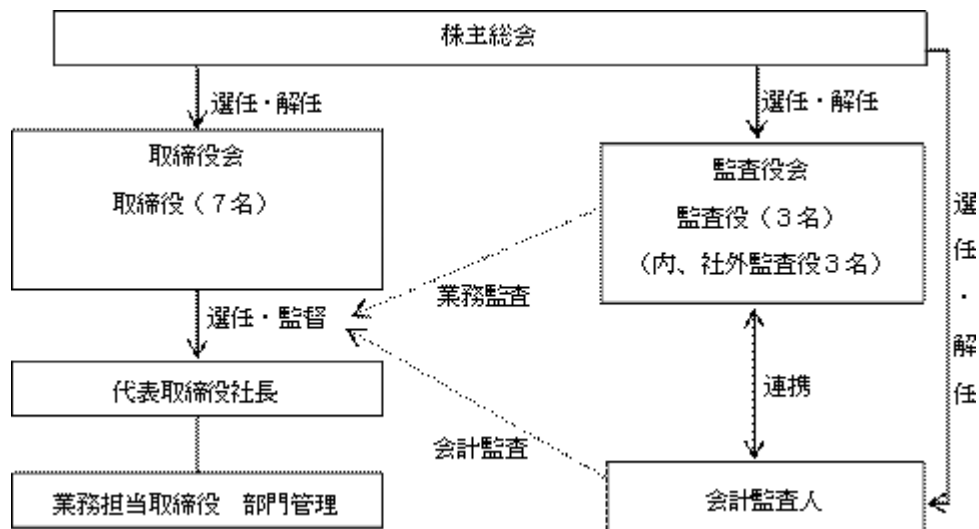 株主総会
選任・解任
選任・解任
取締役会
取締役（７名）
監査役会
監査役（３名）
（内、社外監査役３名）
選任・解任
業務監査
選任・監督
代表取締役社長
連携
会計監査
業務担当取締役　部門管理
会計監査人